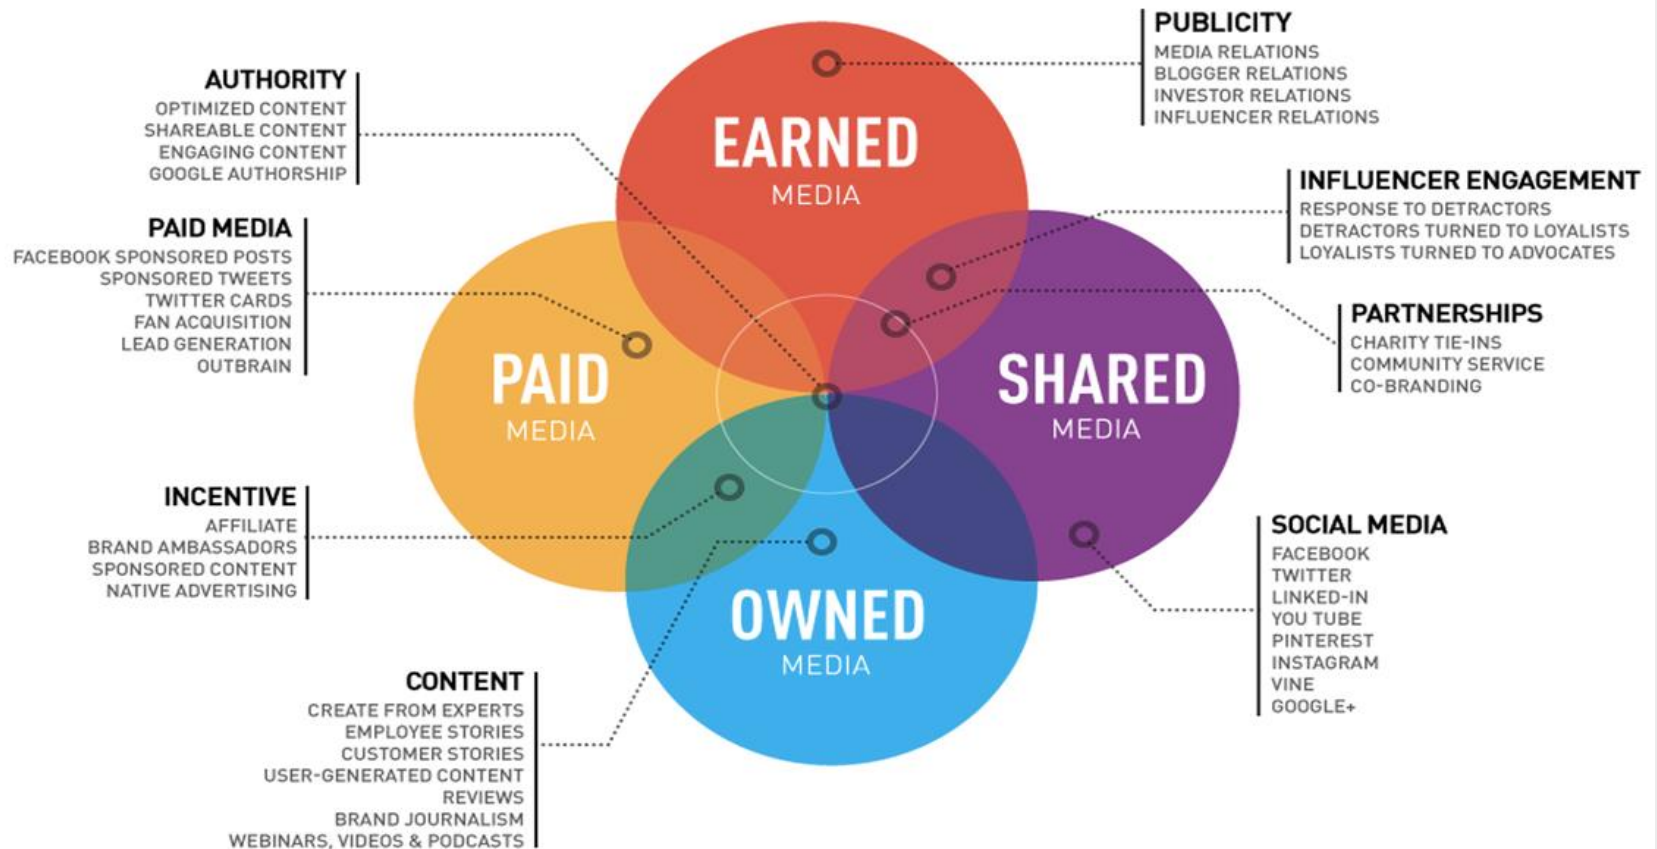 PUBLICITY
MEDIA RELATIONS
BLOGGER RELATIONS
INVESTOR RELATIONS
INFLUENCER RELATIONS
AUTHORITY
OPTIMIZED CONTENT
SHAREABLE CONTENT
ENGAGING CONTENT
GOOGLE AUTHORSHIP
EARNED
MEDIA
INFLUENCER ENGAGEMENT
RESPONSE TO DETRACTORS
DETRACTORS TURNED TO LOYALISTS
LOYALISTS TURNED TO ADVOCATES
PAID MEDIA
FACEBOOK SPONSORED POSTS
SPONSORED TWEETS
TWITTER CARDS
FAN ACQUISITION
LEAD GENERATION
OUTBRAIN
PARTNERSHIPS
CHARITY TIE-INS
COMMUNITY SERVICE
CO-BRANDING
PAID
MEDIA
SHARED
MEDIA
INCENTIVE
AFFILIATE
BRAND AMBASSADORS
SPONSORED CONTENT
NATIVE ADVERTISING
SOCIAL MEDIA
FACEBOOK
TWITTER
LINKED-IN
YOU TUBE
PINTEREST
INSTAGRAM
VINE
GOOGLE+
OWNED
MEDIA
CONTENT
CREATE FROM EXPERTS
EMPLOYEE STORIES
CUSTOMER STORIES
USER-GENERATED CONTENT
REVIEWS
BRAND JOURNALISM
WEBINARS, VIDEOS & PODCASTS